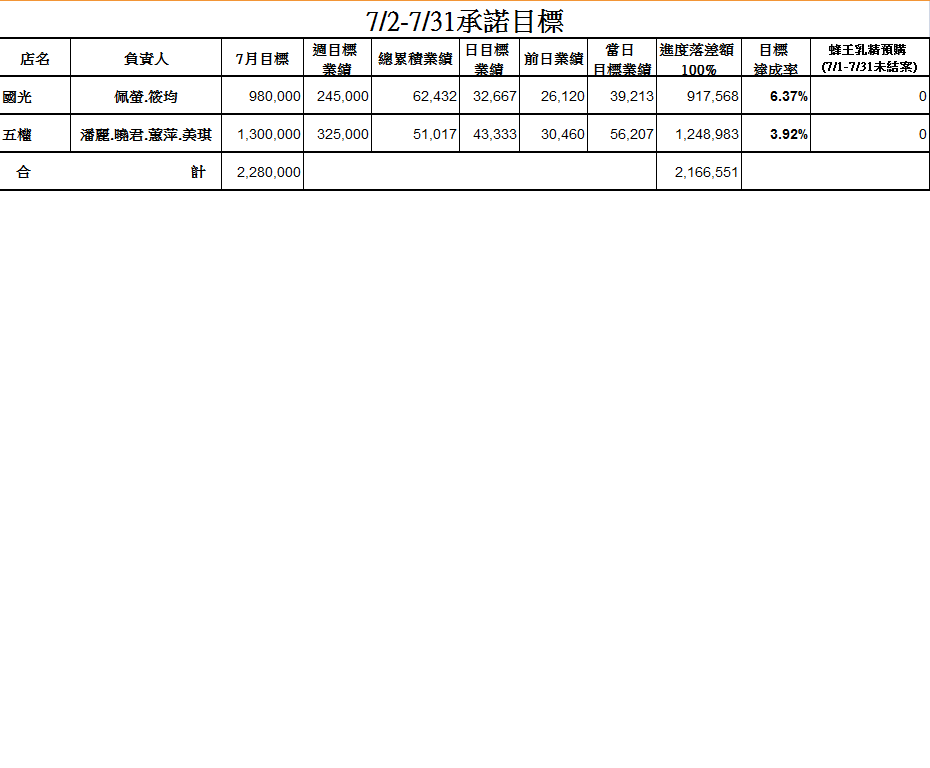 7/2-7/31承諾目標
店名 負責人 7月目標 週目標業績 總累積業績 日目標業績 前日業績 當日目標業績 進度落差額100% 目標達成率 蜂王乳精預購(7/1-7/31未結案)
國光 佩螢.筱均 980,000 245,000 62,432 32,667 26,120 39,213 917,568 6.37% 0
五權 潘麗.曉君.蕙萍.美琪 1,300,000 325,000 51,017 43,333 30,460 56,207 1,248,983 3.92% 0
合 計 2,280,000 2,166,551